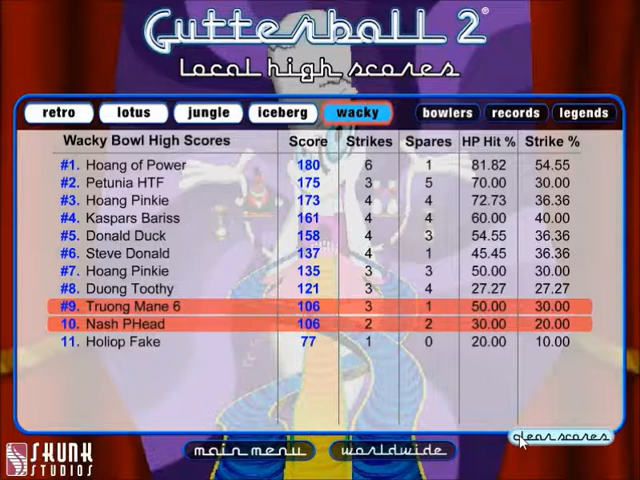 Gutterball 2®
local high scores
retro lotus jungle iceberg wacky bowlers records legends
Wacky Bowl High Scores Score Strikes Spares HP Hit % Strike %
#1. Hoang of Power 180 6 1 81.82 54.55
#2. Petunia HTF 175 3 5 70.00 30.00
#3. Hoang Pinkie 173 4 4 72.73 36.36
#4. Kaspars Bariss 161 4 4 60.00 40.00
#5. Donald Duck 158 4 3 54.55 36.36
#6. Steve Donald 137 4 1 45.45 36.36
#7. Hoang Pinkie 135 3 3 50.00 30.00
#8. Duong Toothy 121 3 4 27.27 27.27
#9. Truong Mane 6 106 3 1 50.00 30.00
10. Nash PHead 106 2 2 30.00 20.00
11. Holiop Fake 77 1 0 20.00 10.00
clear scores
main menu worldwide
SKUNK
STUDIOS